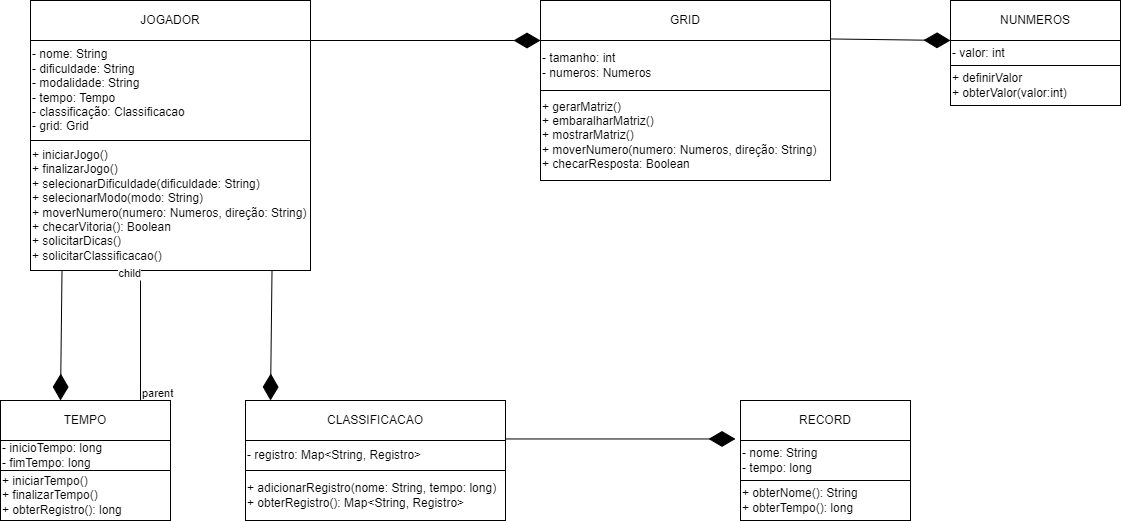 JOGADOR
- nome: String
- dificuldade: String
- modalidade: String
- tempo: Tempo
- classificação: Classificacao
- grid: Grid
+ iniciarJogo()
+ finalizarJogo()
+ selecionarDificuldade(dificuldade: String)
+ selecionarModo(modo: String)
+ moverNumero(numero: Numeros, direção: String)
+ checarVitoria(): Boolean
+ solicitarDicas()
+ solicitarClassificacao()
GRID
- tamanho: int
- numeros: Numeros
+ gerarMatriz()
+ embaralharMatriz()
+ mostrarMatriz()
+ moverNumero(numero: Numeros, direção: String)
+ checarResposta: Boolean
NUNMEROS
- valor: int
+ definirValor
+ obterValor(valor:int)
child
parent
TEMPO
- inicioTempo: long
- fimTempo: long
+ iniciarTempo()
+ finalizarTempo()
+ obterRegistro(): long
CLASSIFICACAO
- registro: Map<String, Registro>
+ adicionarRegistro(nome: String, tempo: long)
+ obterRegistro(): Map<String, Registro>
RECORD
- nome: String
- tempo: long
+ obterNome(): String
+ obterTempo(): long